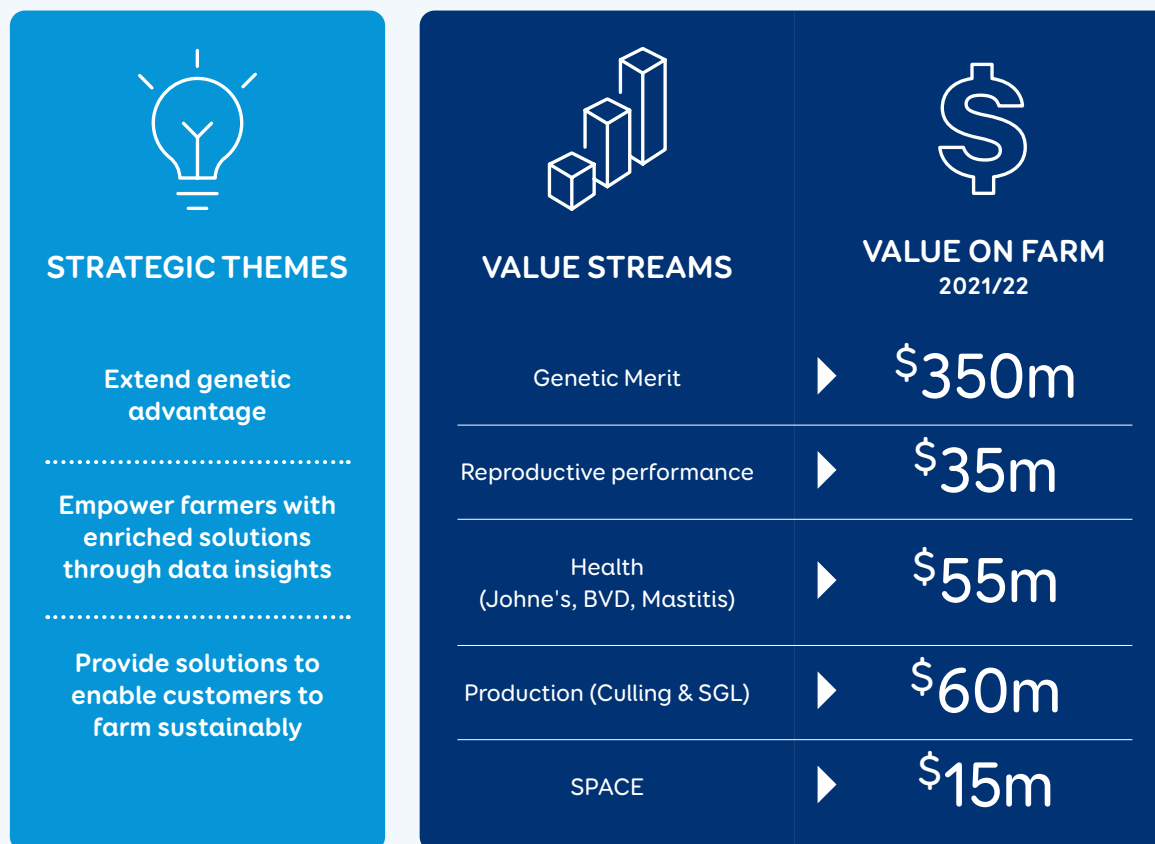 STRATEGIC THEMES
Extend genetic
advantage
Empower farmers with
enriched solutions
through data insights
Provide solutions to
enable customers to
farm sustainably
VALUE STREAMS
VALUE ON FARM
2021/22
Genetic Merit
$350m
Reproductive performance
$35m
Health
(Johne's, BVD, Mastitis)
$55m
Production (Culling & SGL)
$60m
SPACE
$15m